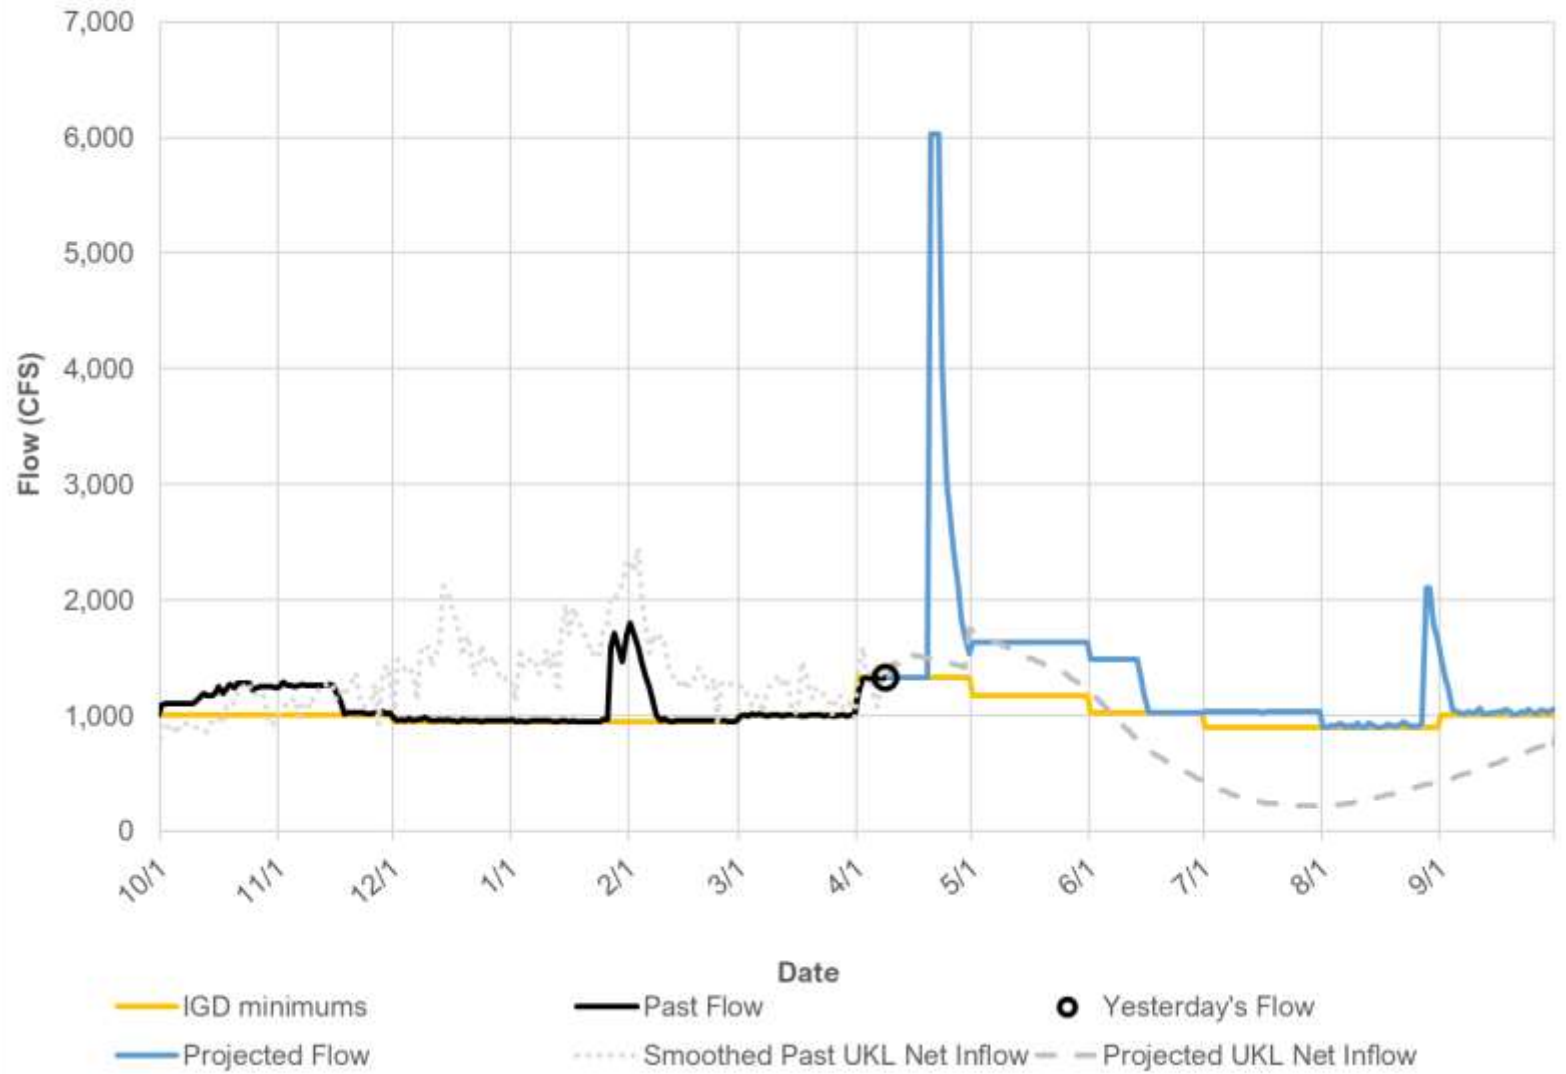 7,000
6,000
5,000
4,000
3,000
2,000
1,000
0
Flow (CFS)
10/1 11/1 12/1 1/1 2/1 3/1 4/1 5/1 6/1 7/1 8/1 9/1
Date
IGD minimums Past Flow Yesterday's Flow
Projected Flow Smoothed Past UKL Net Inflow Projected UKL Net Inflow